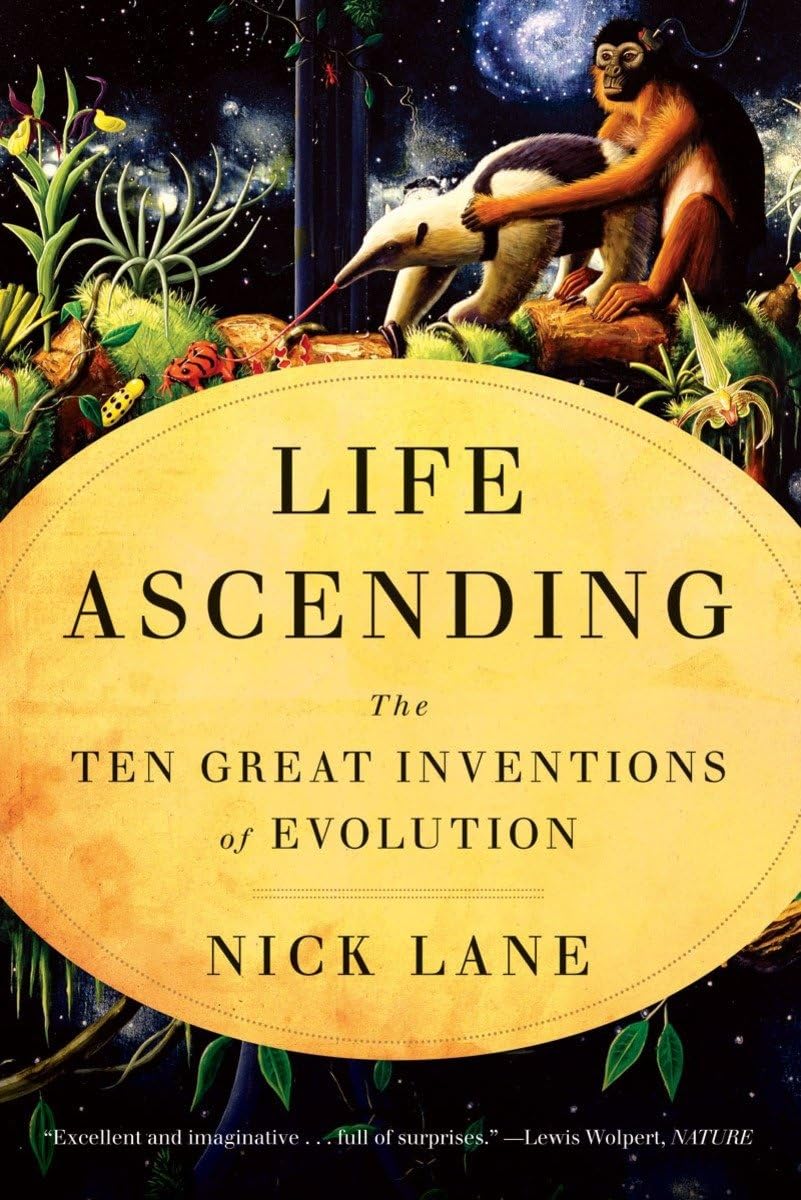 LIFE
ASCENDING
The
TEN GREAT INVENTIONS
of EVOLUTION
NICK LANE
“Excellent and imaginative . . . full of surprises.” —Lewis Wolpert, NATURE